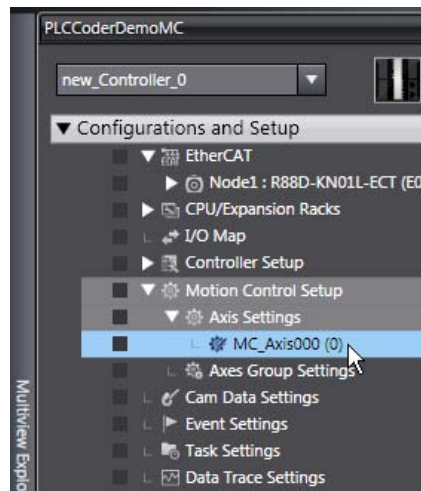 PLCCoderDemoMC
new_Controller_0
Configurations and Setup
EtherCAT
Node1 : R88D-KN01L-ECT (E0
CPU/Expansion Racks
I/O Map
Controller Setup
Motion Control Setup
Axis Settings
MC_Axis000 (0)
Axes Group Settings
Cam Data Settings
Event Settings
Task Settings
Data Trace Settings
Multiview Explo